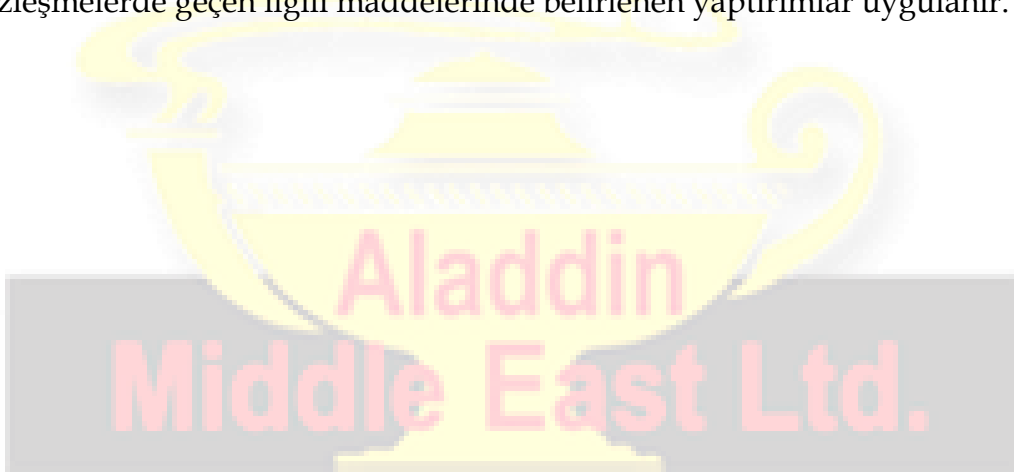 zleşmelerde geçen ilgili maddelerinde belirlenen yaptırımlar uygulanır.
Aladdin
Middle East Ltd.